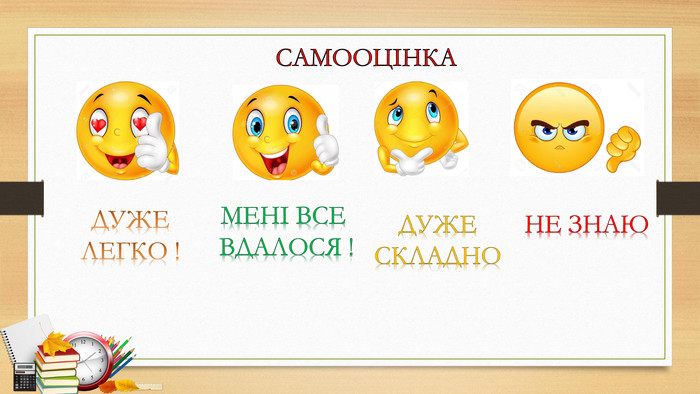 САМООЦІНКА
ДУЖЕ
ЛЕГКО !
МЕНІ ВСЕ
ВДАЛОСЯ !
ДУЖЕ
СКЛАДНО
НЕ ЗНАЮ